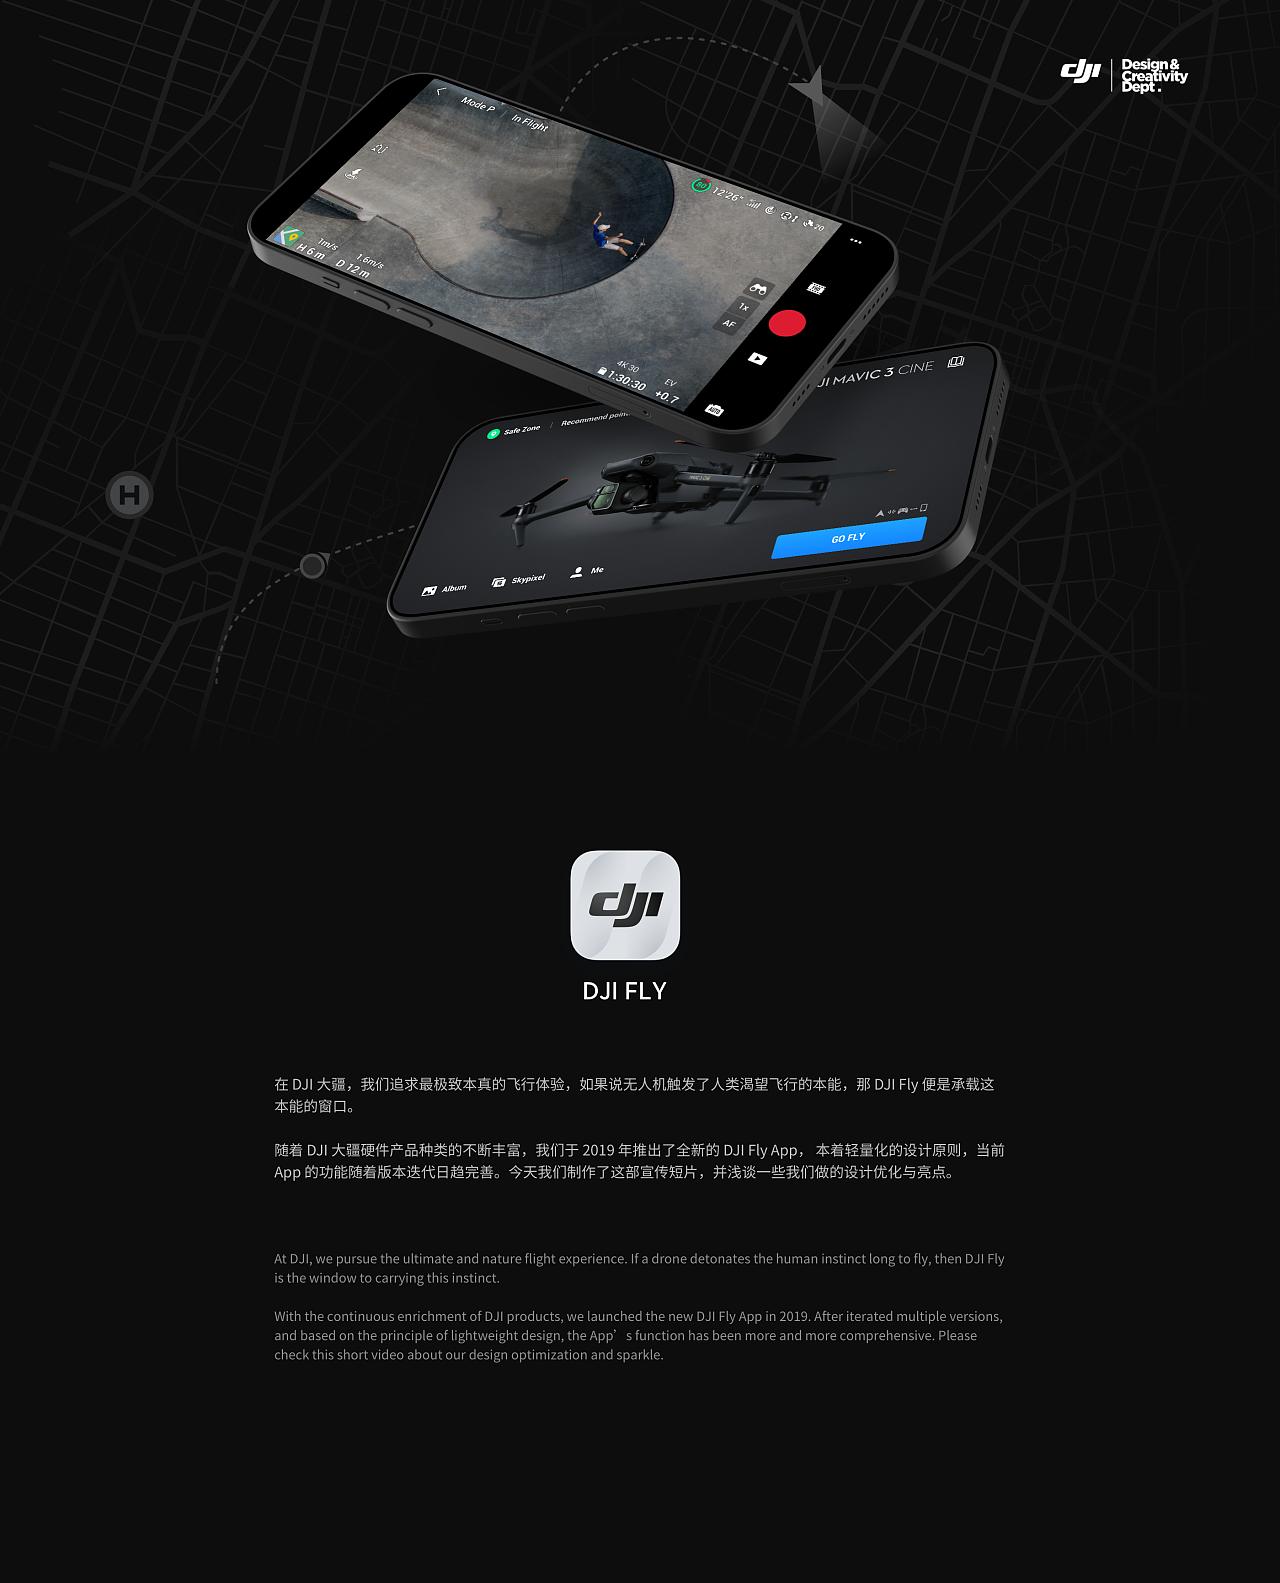 dji
Design &
Creativity
Dept.
Mode P
In Flight
50
12'26"
20
1m/s
1.6m/s
H 6 m
D 12 m
1x
AF
4K 30
1:30:30
EV
+0.7
AUTO
JI MAVIC 3 CINE
Safe Zone / Recommend
MAVIC 3 CINE
GO FLY
Album
Skypixel
Me
H
dji
DJI FLY
在 DJI 大疆，我们追求最极致本真的飞行体验，如果说无人机触发了人类渴望飞行的本能，那 DJI Fly 便是承载这
本能的窗口。
随着 DJI 大疆硬件产品种类的不断丰富，我们于 2019 年推出了全新的 DJI Fly App， 本着轻量化的设计原则，当前
App 的功能随着版本迭代日趋完善。今天我们制作了这部宣传短片，并浅谈一些我们做的设计优化与亮点。
At DJI, we pursue the ultimate and nature flight experience. If a drone detonates the human instinct long to fly, then DJI Fly
is the window to carrying this instinct.
With the continuous enrichment of DJI products, we launched the new DJI Fly App in 2019. After iterated multiple versions,
and based on the principle of lightweight design, the App’ s function has been more and more comprehensive. Please
check this short video about our design optimization and sparkle.